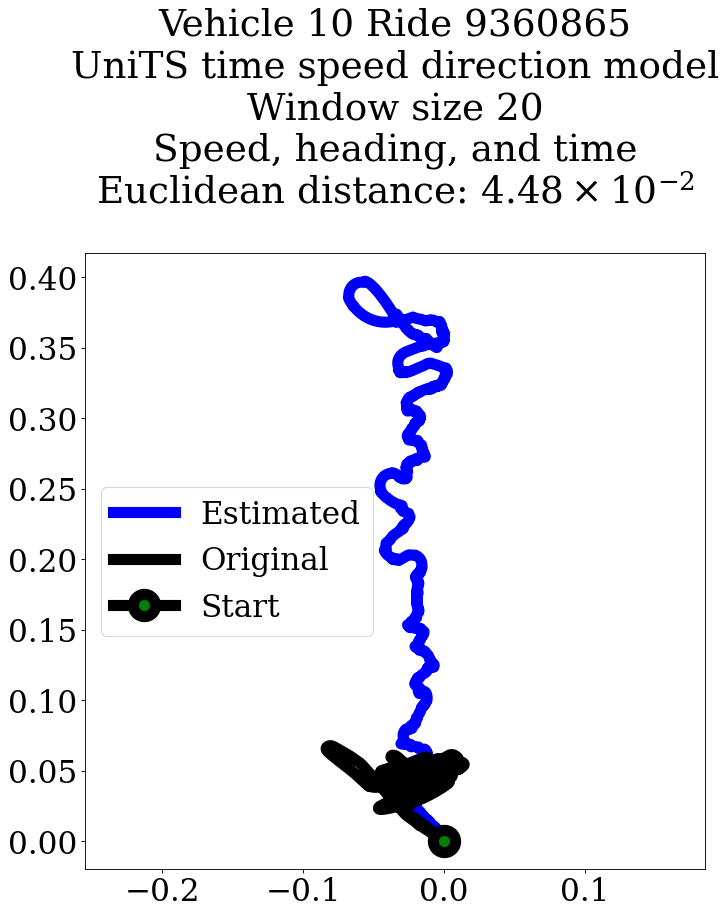 Vehicle 10 Ride 9360865
UniTS time speed direction model
Window size 20
Speed, heading, and time
Euclidean distance: 4.48 × 10⁻²
0.40
0.35
0.30
0.25
0.20
0.15
0.10
0.05
0.00
Estimated
Original
Start
−0.2
−0.1
0.0
0.1